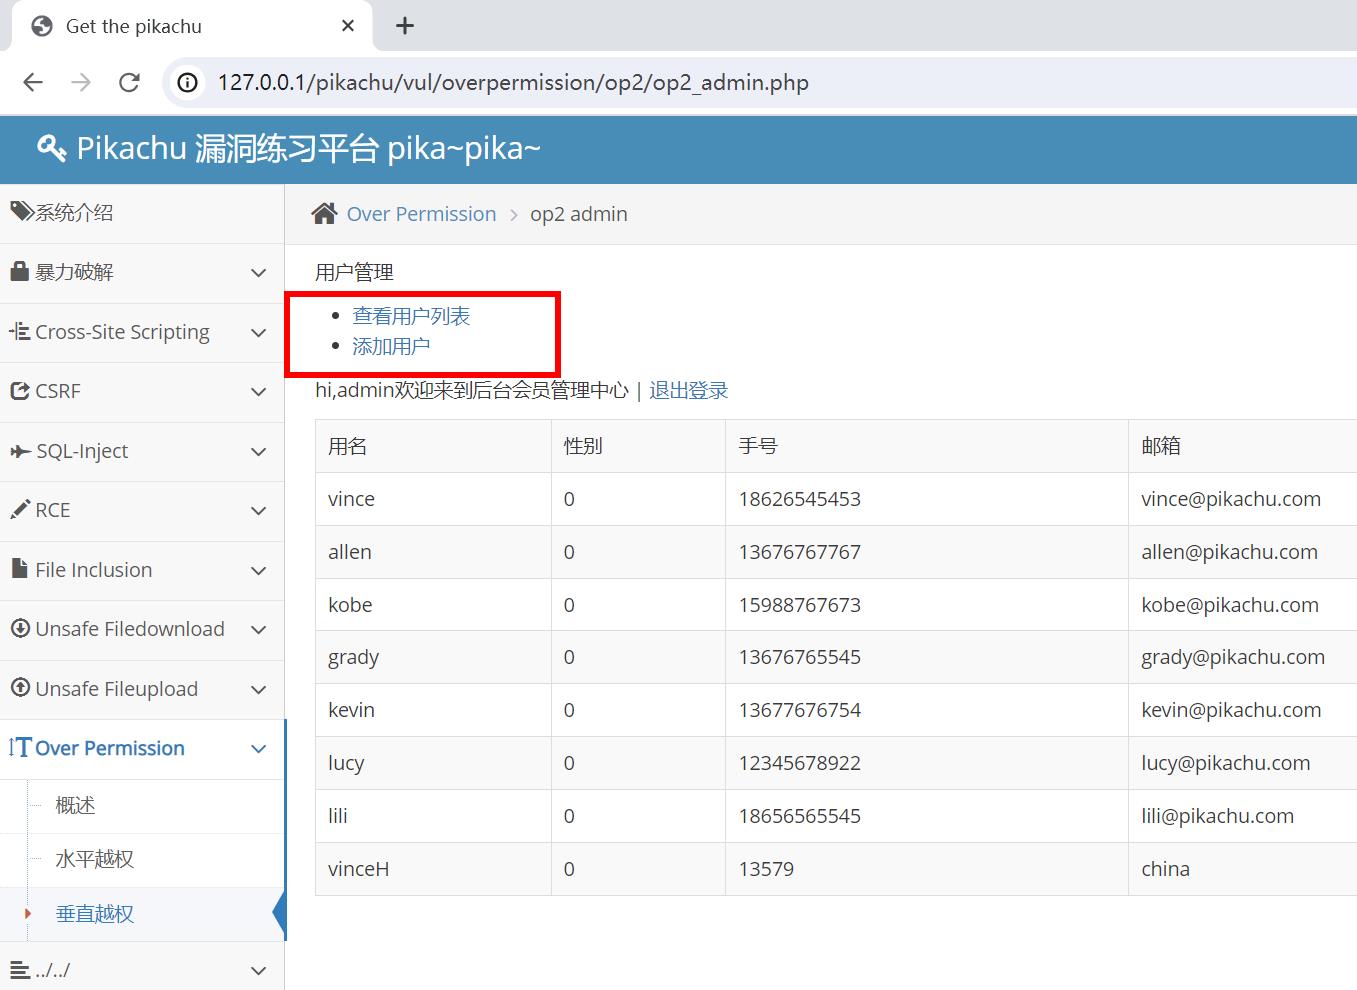 Get the pikachu
127.0.0.1/pikachu/vul/overpermission/op2/op2_admin.php
Pikachu 漏洞练习平台 pika~pika~
系统介绍
暴力破解
Cross-Site Scripting
CSRF
SQL-Inject
RCE
File Inclusion
Unsafe Filedownload
Unsafe Fileupload
Over Permission
概述
水平越权
垂直越权
../../
Over Permission > op2 admin
用户管理
查看用户列表
添加用户
hi,admin欢迎来到后台会员管理中心 | 退出登录
用名 性别 手号 邮箱
vince 0 18626545453 vince@pikachu.com
allen 0 13676767767 allen@pikachu.com
kobe 0 15988767673 kobe@pikachu.com
grady 0 13676765545 grady@pikachu.com
kevin 0 13677676754 kevin@pikachu.com
lucy 0 12345678922 lucy@pikachu.com
lili 0 18656565545 lili@pikachu.com
vinceH 0 13579 china